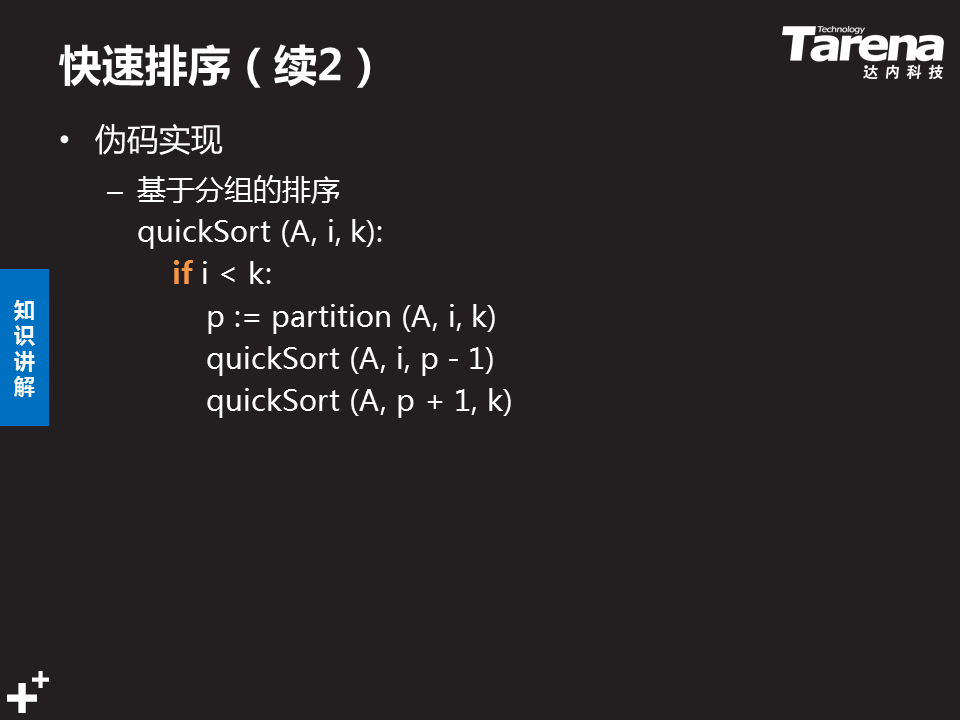 快速排序（续2）
Technology
Tarena
达内科技
• 伪码实现
– 基于分组的排序
quickSort (A, i, k):
if i < k:
p := partition (A, i, k)
quickSort (A, i, p - 1)
quickSort (A, p + 1, k)
知识讲解